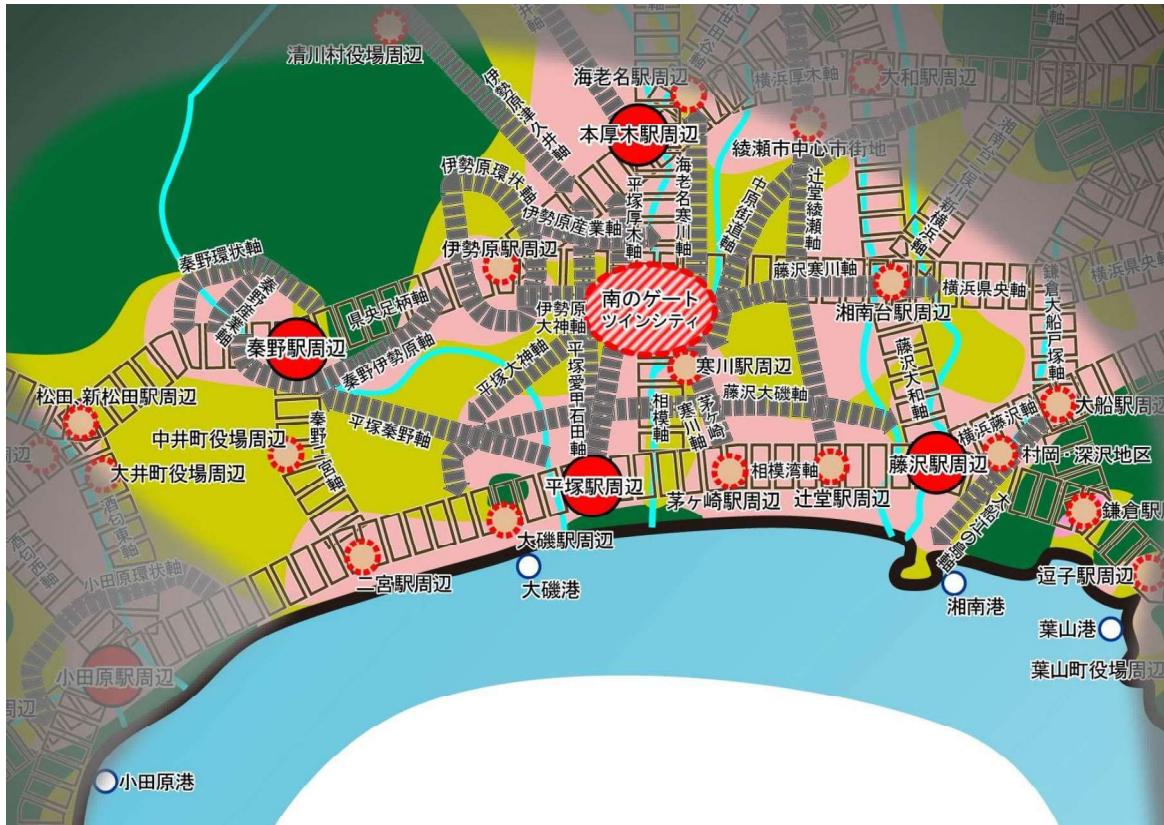 清川村役場周辺
海老名駅周辺
横浜厚木軸
大和駅周辺
伊勢原津久井軸
本厚木駅周辺
綾瀬市中心市街地
伊勢原環状軸
伊勢原産業軸
平塚厚木軸
海老名寒川軸
中原街道軸
辻堂綾瀬軸
秦野環状軸
伊勢原駅周辺
藤沢寒川軸
横浜県央軸
横浜県央軸
湘南台駅周辺
県央足柄軸
南のゲート
ツインシティ
伊勢原
大神軸
鎌倉大船戸塚軸
秦野産業軸
秦野駅周辺
秦野伊勢原軸
平塚大神軸
平塚愛甲石田軸
寒川駅周辺
藤沢大和軸
松田、新松田駅周辺
藤沢大磯軸
相模軸
茅ヶ崎
寒川軸
大船駅周辺
横浜藤沢軸
中井町役場周辺
秦野二宮軸
平塚秦野軸
大井町役場周辺
村岡・深沢地区
藤沢駅周辺
相模湾軸
平塚駅周辺
茅ヶ崎駅周辺
辻堂駅周辺
酒匂東軸
酒匂西軸
鎌倉駅周
大磯駅周辺
二宮駅周辺
小田原環状軸
大磯港
湘南港
逗子駅周辺
葉山港
葉山町役場周辺
小田原駅周辺
小田原港